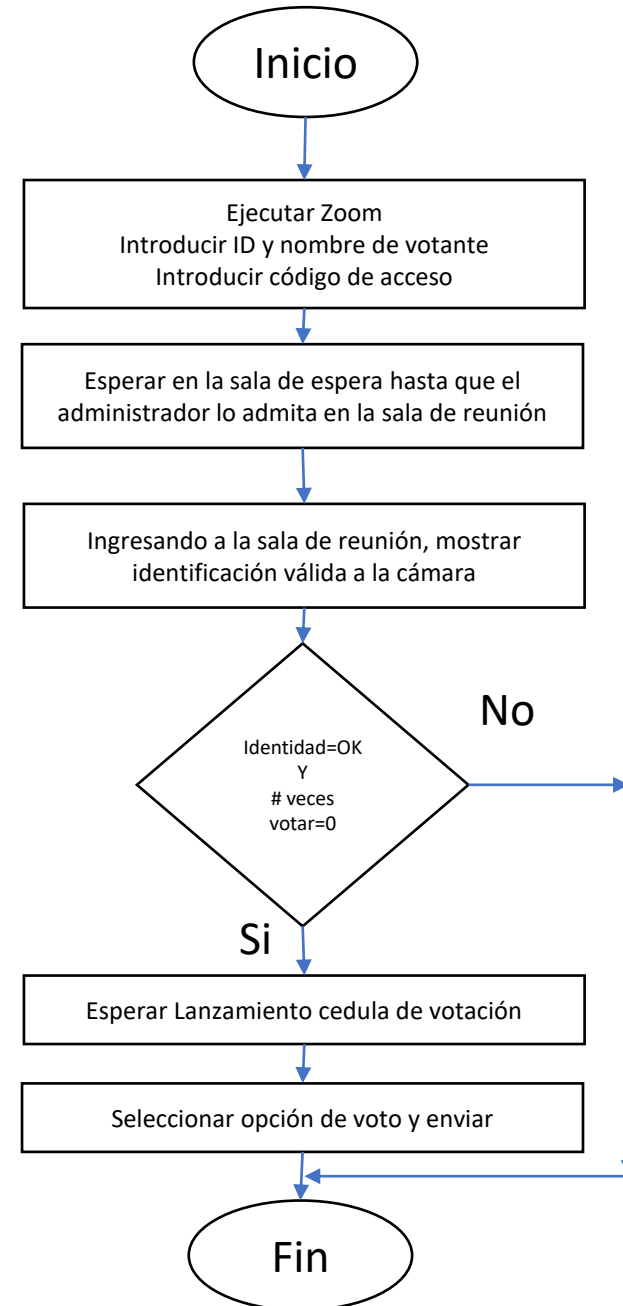 Inicio
Ejecutar Zoom
Introducir ID y nombre de votante
Introducir código de acceso
Esperar en la sala de espera hasta que el
administrador lo admita en la sala de reunión
Ingresando a la sala de reunión, mostrar
identificación válida a la cámara
Identidad=OK
Y
# veces
votar=0
No
Si
Esperar Lanzamiento cedula de votación
Seleccionar opción de voto y enviar
Fin